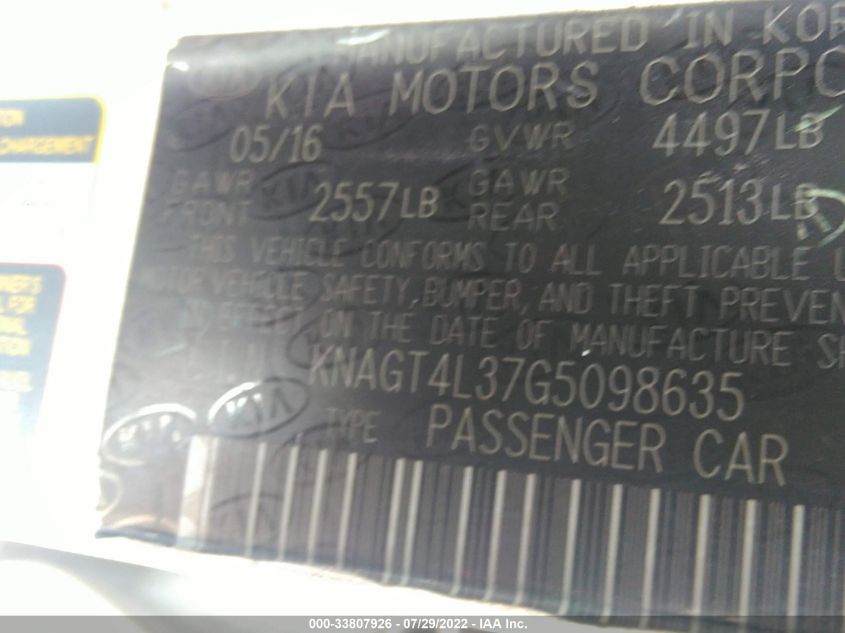 MANUFACTURED IN KOR
KIA MOTORS CORPO
05/16 GVWR 4497LB
GAWR FRONT 2557LB GAWR REAR 2513LB
THIS VEHICLE CONFORMS TO ALL APPLICABLE
MOTOR VEHICLE SAFETY, BUMPER, AND THEFT PREVEN
IN EFFECT ON THE DATE OF MANUFACTURE SH
KNAGT4L37G5098635
TYPE PASSENGER CAR
KIA KIA
000-33807926 - 07/29/2022 - IAA Inc.